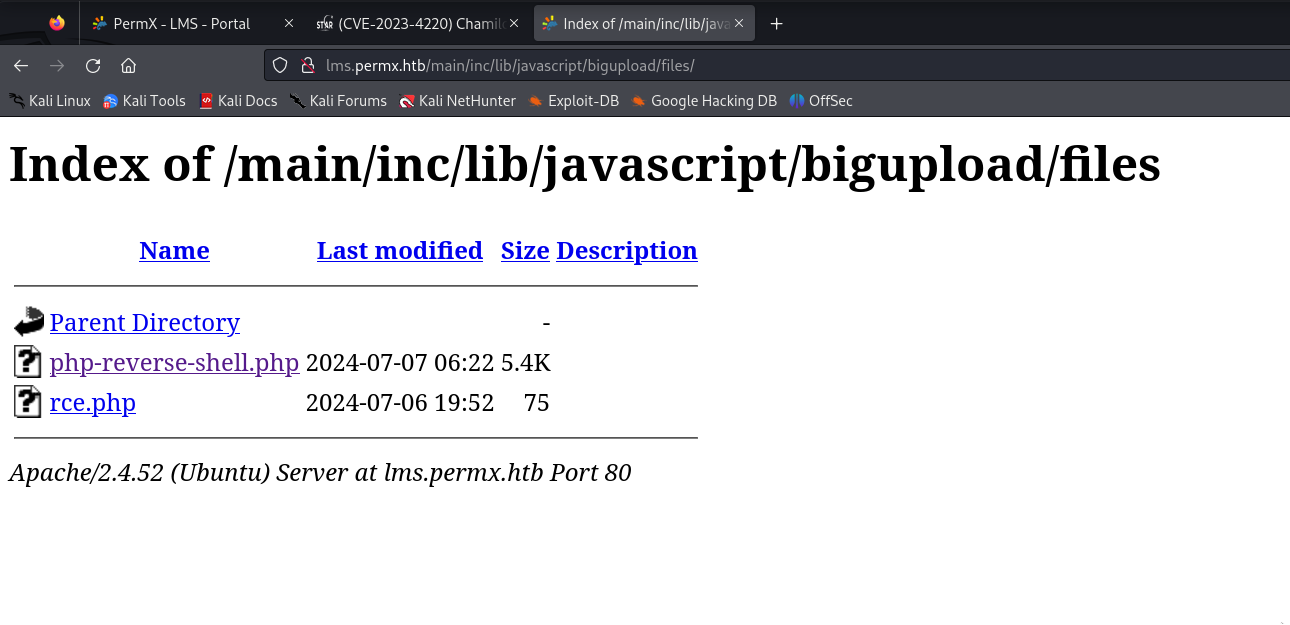 PermX - LMS - Portal
STAR (CVE-2023-4220) Chamil
Index of /main/inc/lib/java
lms.permx.htb/main/inc/lib/javascript/bigupload/files/
Kali Linux Kali Tools Kali Docs Kali Forums Kali NetHunter Exploit-DB Google Hacking DB OffSec
Index of /main/inc/lib/javascript/bigupload/files
Name Last modified Size Description
Parent Directory -
php-reverse-shell.php 2024-07-07 06:22 5.4K
rce.php 2024-07-06 19:52 75
Apache/2.4.52 (Ubuntu) Server at lms.permx.htb Port 80